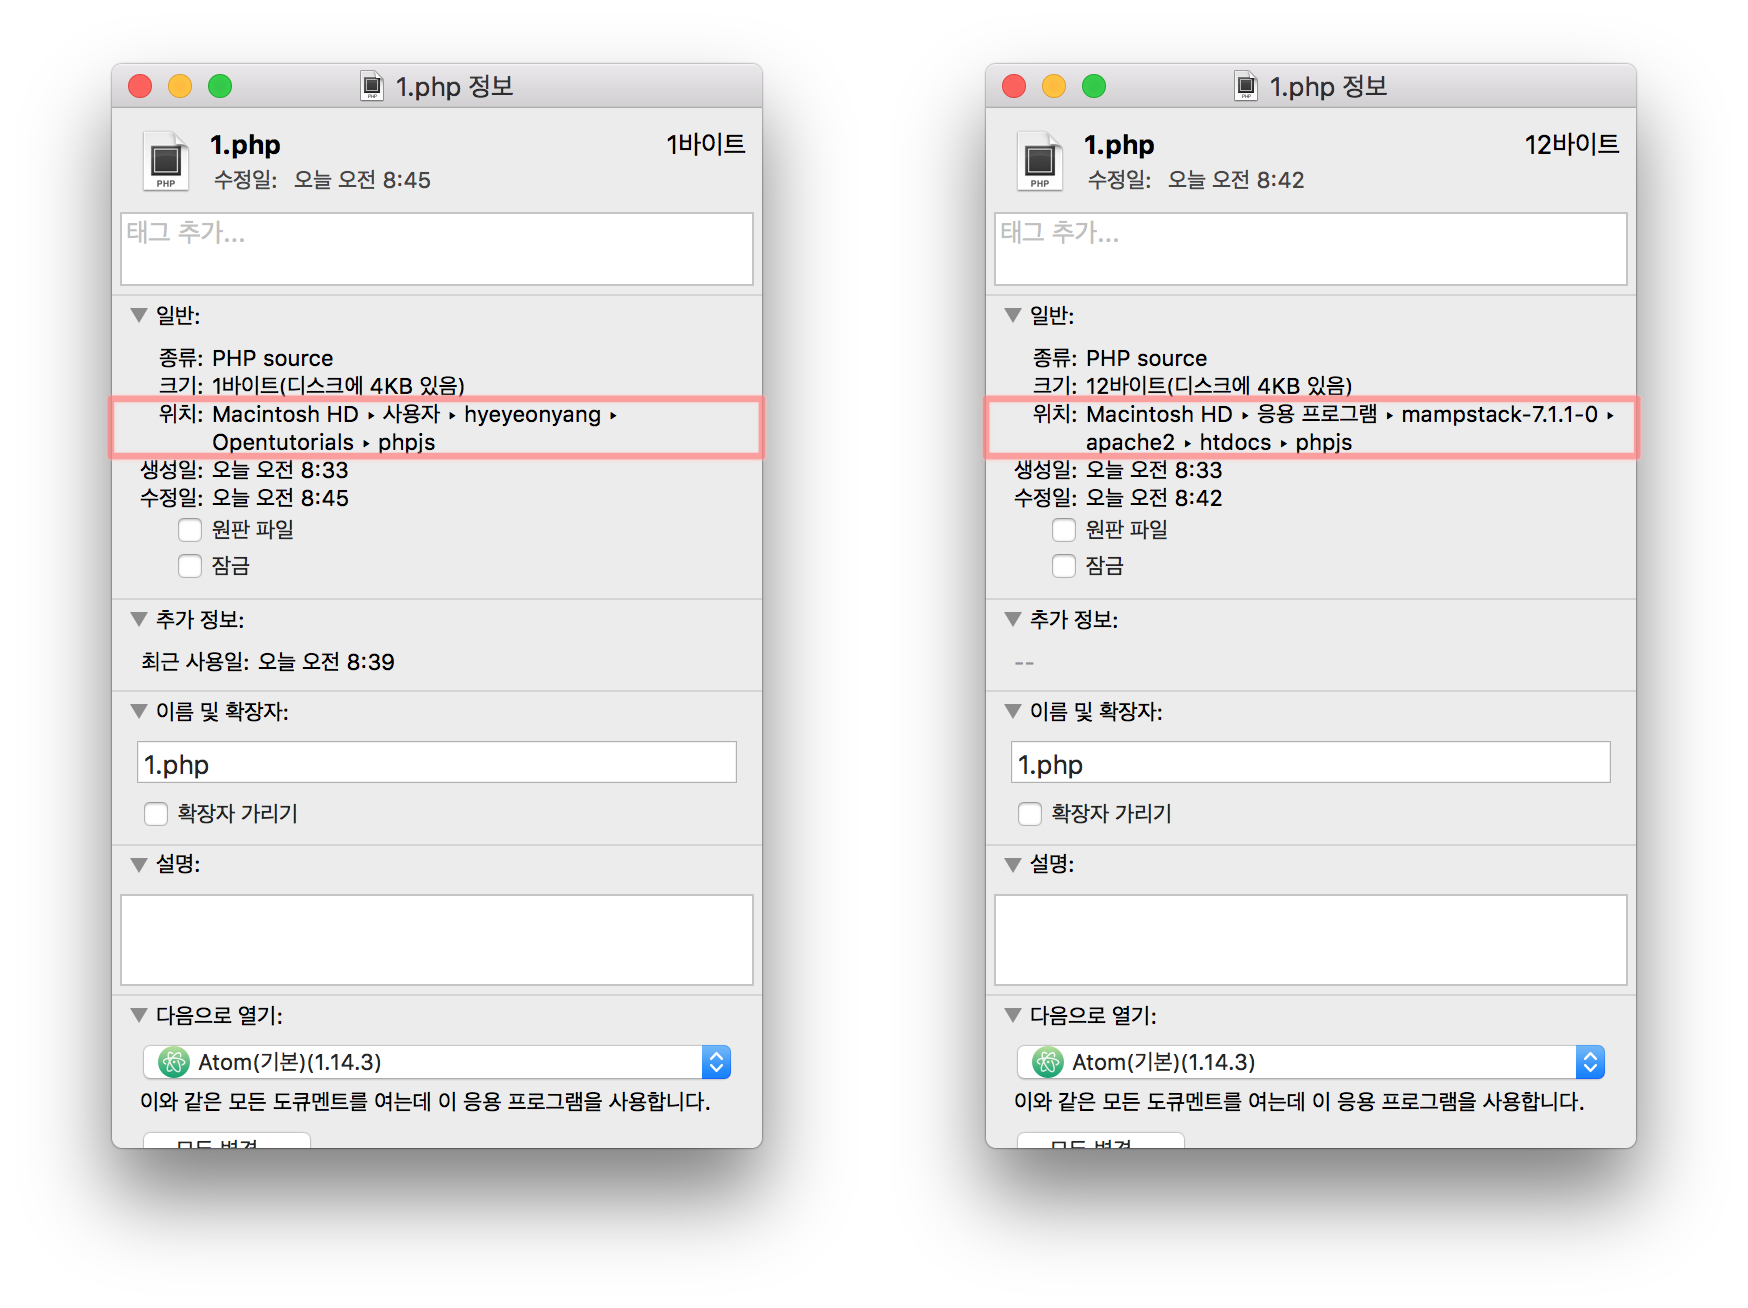 1.php 정보
PHP
1.php
1바이트
수정일: 오늘 오전 8:45
태그 추가...
일반:
종류: PHP source
크기: 1바이트(디스크에 4KB 있음)
위치: Macintosh HD ▸ 사용자 ▸ hyeyeonyang ▸
Opentutorials ▸ phpjs
생성일: 오늘 오전 8:33
수정일: 오늘 오전 8:45
원판 파일
잠금
추가 정보:
최근 사용일: 오늘 오전 8:39
이름 및 확장자:
1.php
확장자 가리기
설명:
다음으로 열기:
Atom(기본)(1.14.3)
이와 같은 모든 도큐멘트를 여는데 이 응용 프로그램을 사용합니다.
모두 변경...
1.php 정보
PHP
1.php
12바이트
수정일: 오늘 오전 8:42
태그 추가...
일반:
종류: PHP source
크기: 12바이트(디스크에 4KB 있음)
위치: Macintosh HD ▸ 응용 프로그램 ▸ mampstack-7.1.1-0 ▸
apache2 ▸ htdocs ▸ phpjs
생성일: 오늘 오전 8:33
수정일: 오늘 오전 8:42
원판 파일
잠금
추가 정보:
--
이름 및 확장자:
1.php
확장자 가리기
설명:
다음으로 열기:
Atom(기본)(1.14.3)
이와 같은 모든 도큐멘트를 여는데 이 응용 프로그램을 사용합니다.
모두 변경...